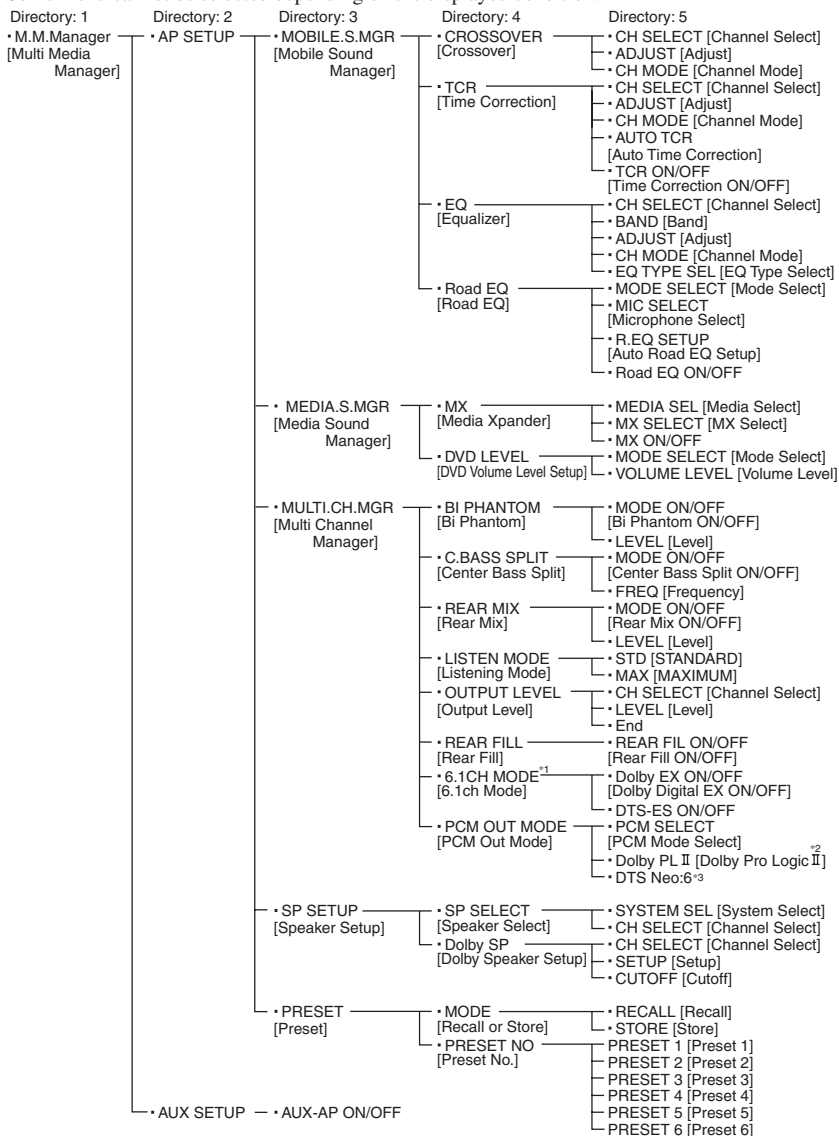 Directory: 1 Directory: 2 Directory: 3 Directory: 4 Directory: 5
• M.M.Manager • AP SETUP • MOBILE.S.MGR • CROSSOVER • CH SELECT [Channel Select]
[Multi Media [Mobile Sound [Crossover] • ADJUST [Adjust]
Manager] Manager] • CH MODE [Channel Mode]
• TCR • CH SELECT [Channel Select]
[Time Correction] • ADJUST [Adjust]
• CH MODE [Channel Mode]
• AUTO TCR
[Auto Time Correction]
• TCR ON/OFF
[Time Correction ON/OFF]
• EQ • CH SELECT [Channel Select]
[Equalizer] • BAND [Band]
• ADJUST [Adjust]
• CH MODE [Channel Mode]
• EQ TYPE SEL [EQ Type Select]
• Road EQ • MODE SELECT [Mode Select]
[Road EQ] • MIC SELECT
[Microphone Select]
• R.EQ SETUP
[Auto Road EQ Setup]
• Road EQ ON/OFF
• MEDIA.S.MGR • MX • MEDIA SEL [Media Select]
[Media Sound [Media Xpander] • MX SELECT [MX Select]
Manager] • MX ON/OFF
• DVD LEVEL • MODE SELECT [Mode Select]
[DVD Volume Level Setup] • VOLUME LEVEL [Volume Level]
• MULTI.CH.MGR • BI PHANTOM • MODE ON/OFF
[Multi Channel [Bi Phantom] [Bi Phantom ON/OFF]
Manager] • LEVEL [Level]
• C.BASS SPLIT • MODE ON/OFF
[Center Bass Split] [Center Bass Split ON/OFF]
• FREQ [Frequency]
• REAR MIX • MODE ON/OFF
[Rear Mix] [Rear Mix ON/OFF]
• LEVEL [Level]
• LISTEN MODE • STD [STANDARD]
[Listening Mode] • MAX [MAXIMUM]
• OUTPUT LEVEL • CH SELECT [Channel Select]
[Output Level] • LEVEL [Level]
• End
• REAR FILL • REAR FIL ON/OFF
[Rear Fill] [Rear Fill ON/OFF]
• 6.1CH MODE*1 • Dolby EX ON/OFF
[6.1ch Mode] [Dolby Digital EX ON/OFF]
• DTS-ES ON/OFF
• PCM OUT MODE • PCM SELECT
[PCM Out Mode] [PCM Mode Select]
• Dolby PL II [Dolby Pro Logic II*2]
• DTS Neo:6*3
• SP SETUP • SP SELECT • SYSTEM SEL [System Select]
[Speaker Setup] [Speaker Select] • CH SELECT [Channel Select]
• Dolby SP • CH SELECT [Channel Select]
[Dolby Speaker Setup] • SETUP [Setup]
• CUTOFF [Cutoff]
• PRESET • MODE • RECALL [Recall]
[Preset] [Recall or Store] • STORE [Store]
• PRESET NO PRESET 1 [Preset 1]
[Preset No.] PRESET 2 [Preset 2]
PRESET 3 [Preset 3]
PRESET 4 [Preset 4]
• AUX SETUP • AUX-AP ON/OFF PRESET 5 [Preset 5]
PRESET 6 [Preset 6]